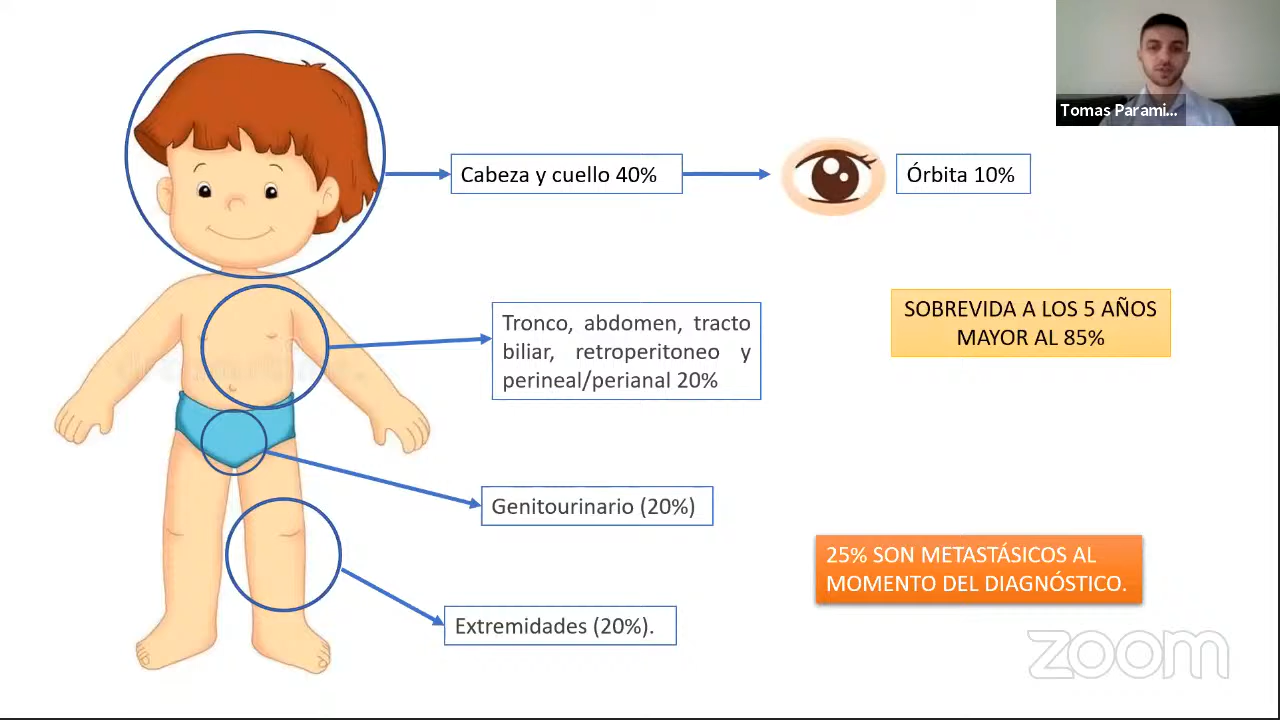 Tomas Parami...
Cabeza y cuello 40%
Órbita 10%
Tronco, abdomen, tracto
biliar, retroperitoneo y
perineal/perianal 20%
SOBREVIDA A LOS 5 AÑOS
MAYOR AL 85%
Genitourinario (20%)
25% SON METASTÁSICOS AL
MOMENTO DEL DIAGNÓSTICO.
Extremidades (20%).
zoom